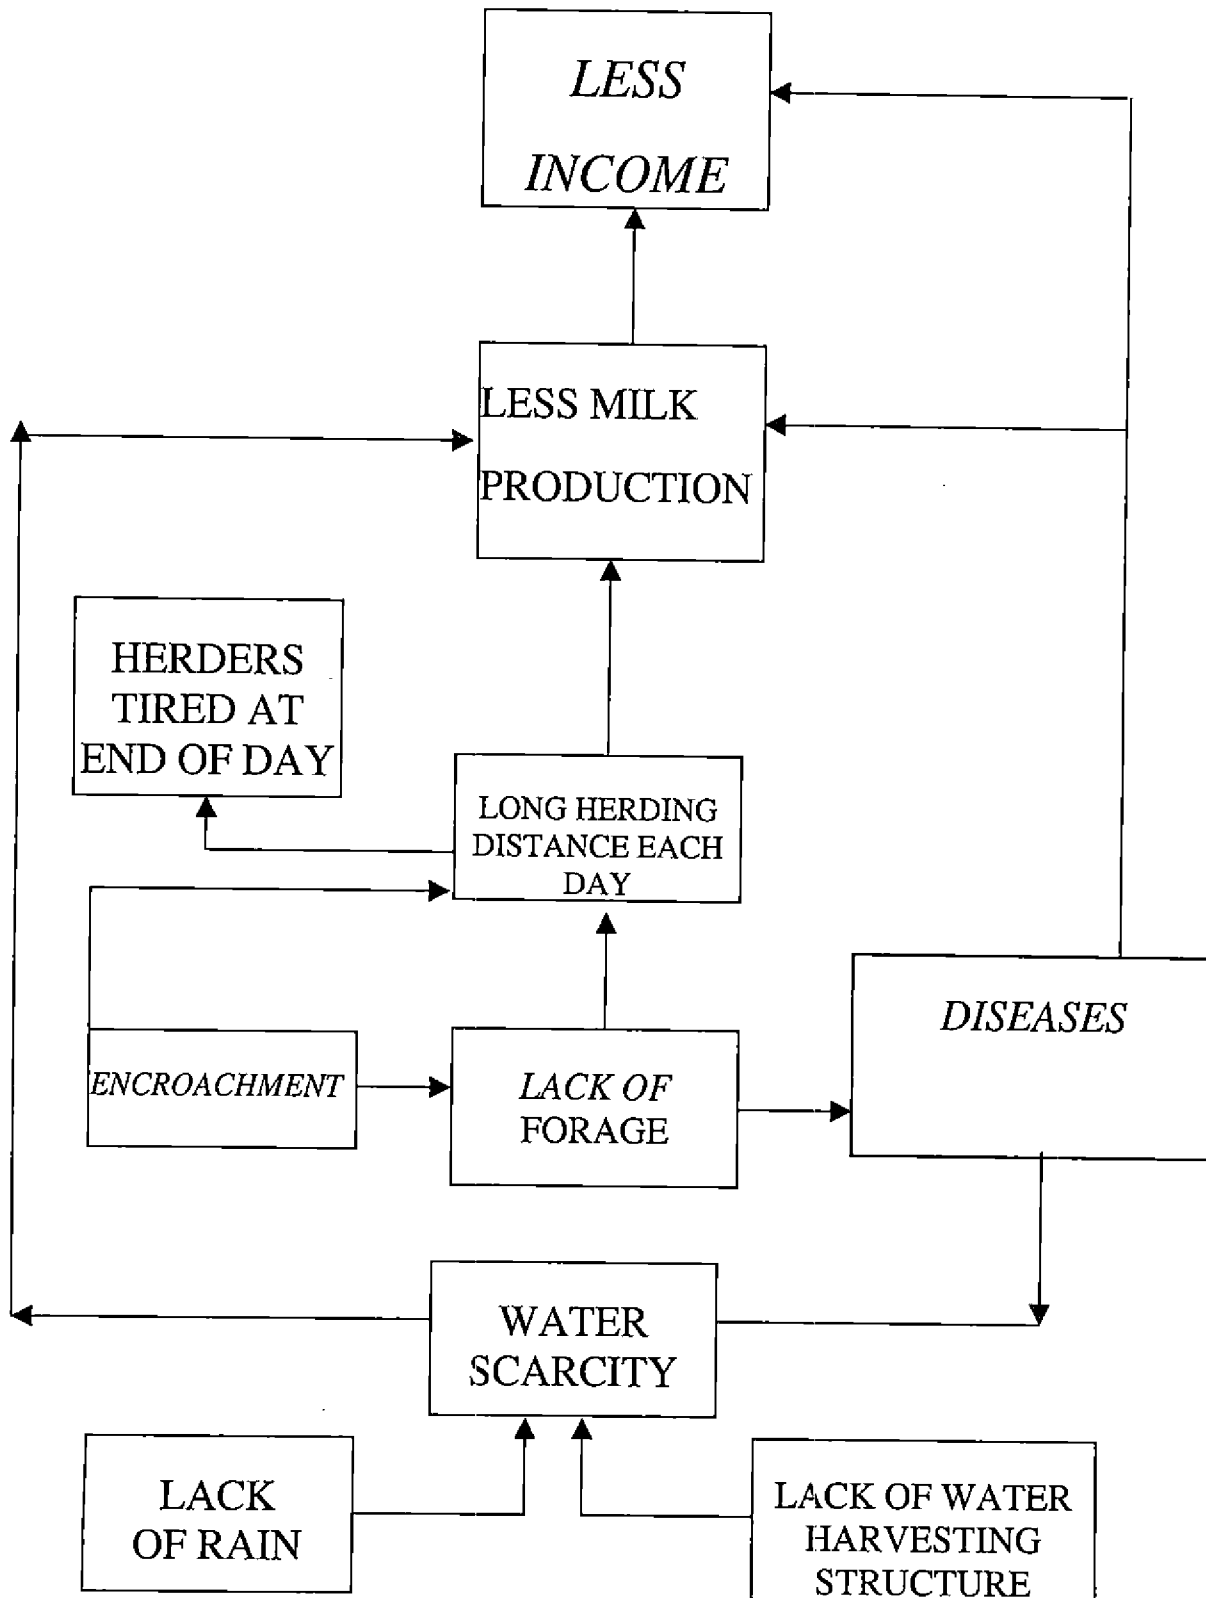 LESS
INCOME
LESS MILK
PRODUCTION
HERDERS
TIRED AT
END OF DAY
LONG HERDING
DISTANCE EACH
DAY
DISEASES
ENCROACHMENT
LACK OF
FORAGE
WATER
SCARCITY
LACK
OF RAIN
LACK OF WATER
HARVESTING
STRUCTURE